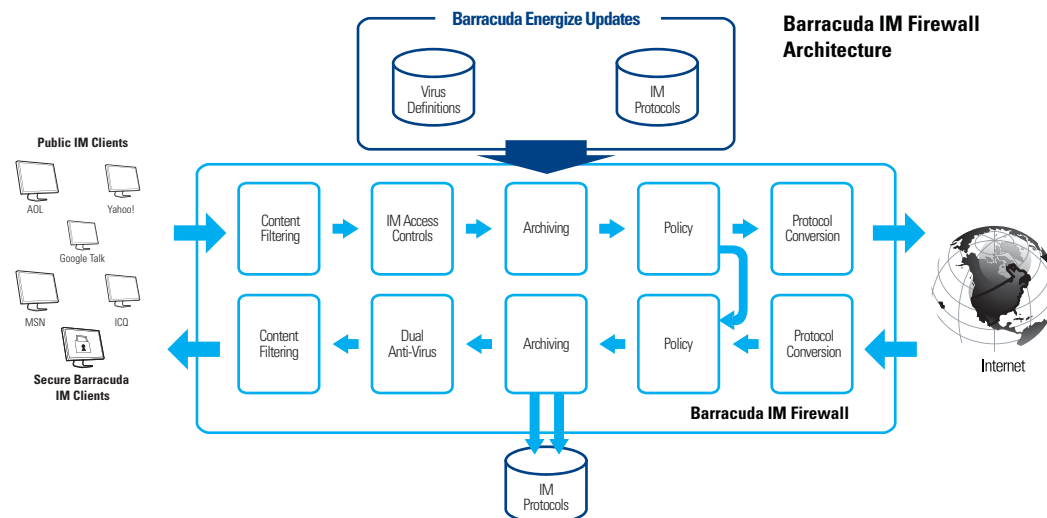 Barracuda Energize Updates
Barracuda IM Firewall
Architecture
Virus
Definitions
IM
Protocols
Public IM Clients
AOL
Yahoo!
Google Talk
MSN
ICQ
Secure Barracuda
IM Clients
Content
Filtering
IM Access
Controls
Archiving
Policy
Protocol
Conversion
Content
Filtering
Dual
Anti-Virus
Archiving
Policy
Protocol
Conversion
Internet
Barracuda IM Firewall
IM
Protocols